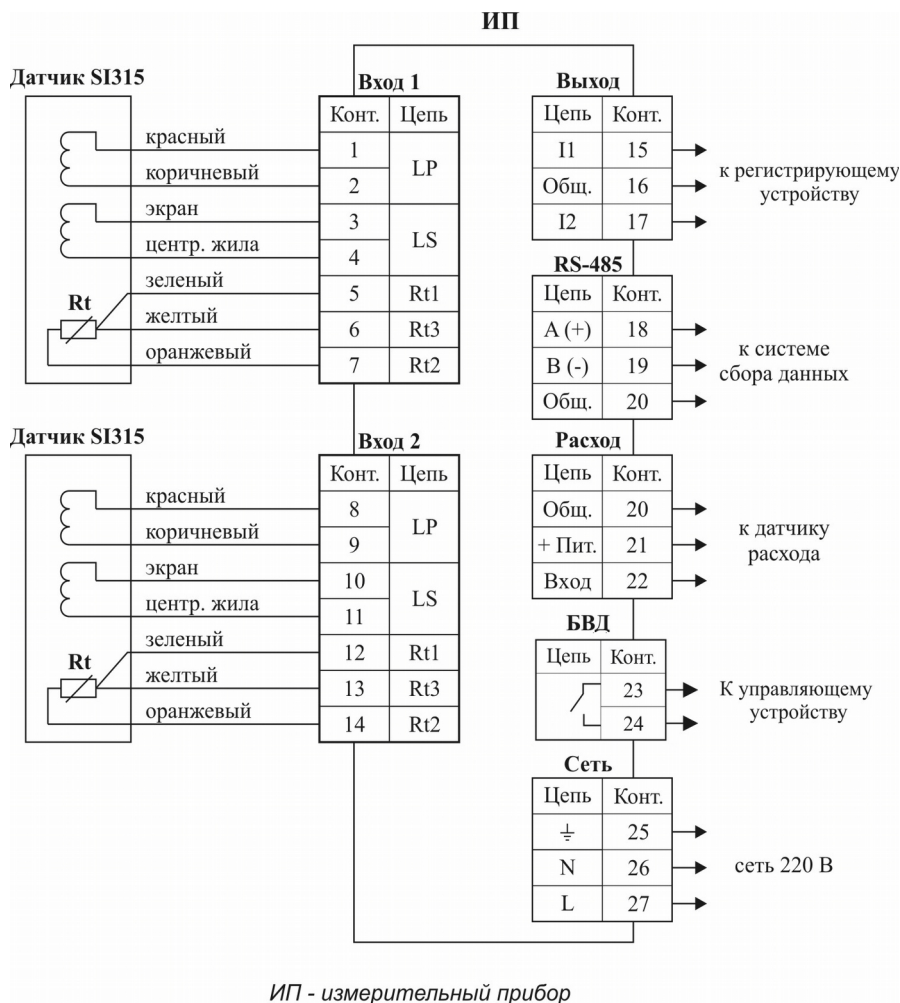 ИП
Датчик SI315
Вход 1
Конт. Цепь
красный 1 LP
коричневый 2
экран 3 LS
центр. жила 4
зеленый 5 Rt1
Rt
желтый 6 Rt3
оранжевый 7 Rt2
Датчик SI315
Вход 2
Конт. Цепь
красный 8 LP
коричневый 9
экран 10 LS
центр. жила 11
зеленый 12 Rt1
Rt
желтый 13 Rt3
оранжевый 14 Rt2
Выход
Цепь Конт.
I1 15
Общ. 16
I2 17
к регистрирующему
устройству
RS-485
Цепь Конт.
A (+) 18
B (-) 19
Общ. 20
к системе
сбора данных
Расход
Цепь Конт.
Общ. 20
+ Пит. 21
Вход 22
к датчику
расхода
БВД
Цепь Конт.
23
24
К управляющему
устройству
Сеть
Цепь Конт.
25
N 26
L 27
сеть 220 В
ИП - измерительный прибор